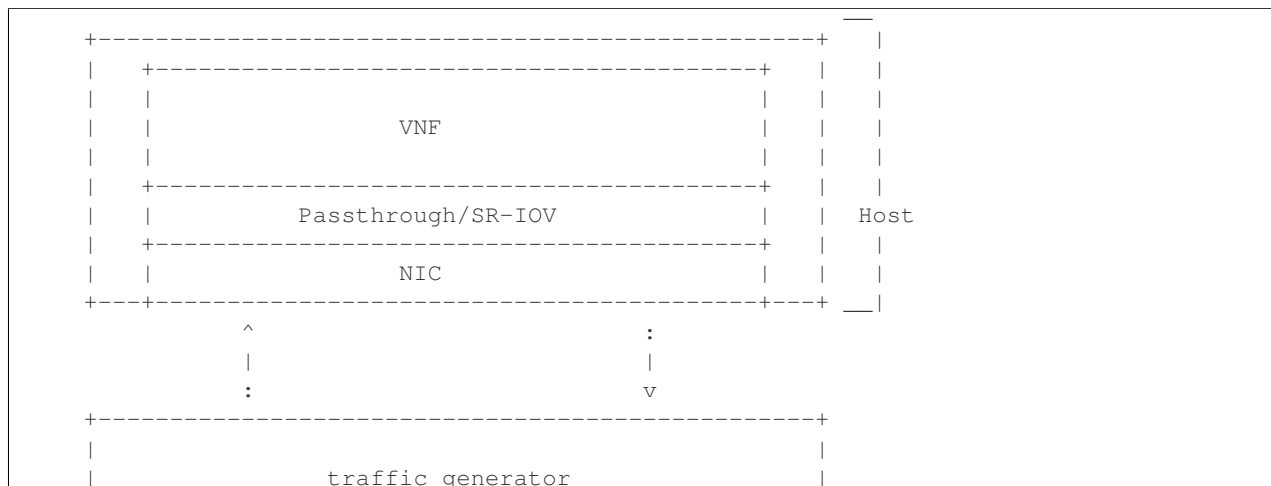 VNF
Passthrough/SR-IOV
Host
NIC
traffic generator